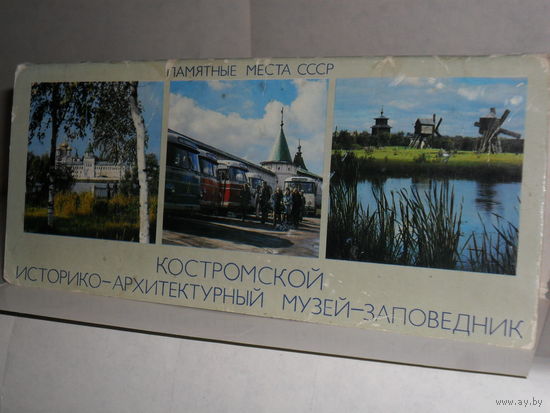 ПАМЯТНЫЕ МЕСТА СССР
КОСТРОМСКОЙ
ИСТОРИКО-АРХИТЕКТУРНЫЙ МУЗЕЙ-ЗАПОВЕДНИК
www.ay.by